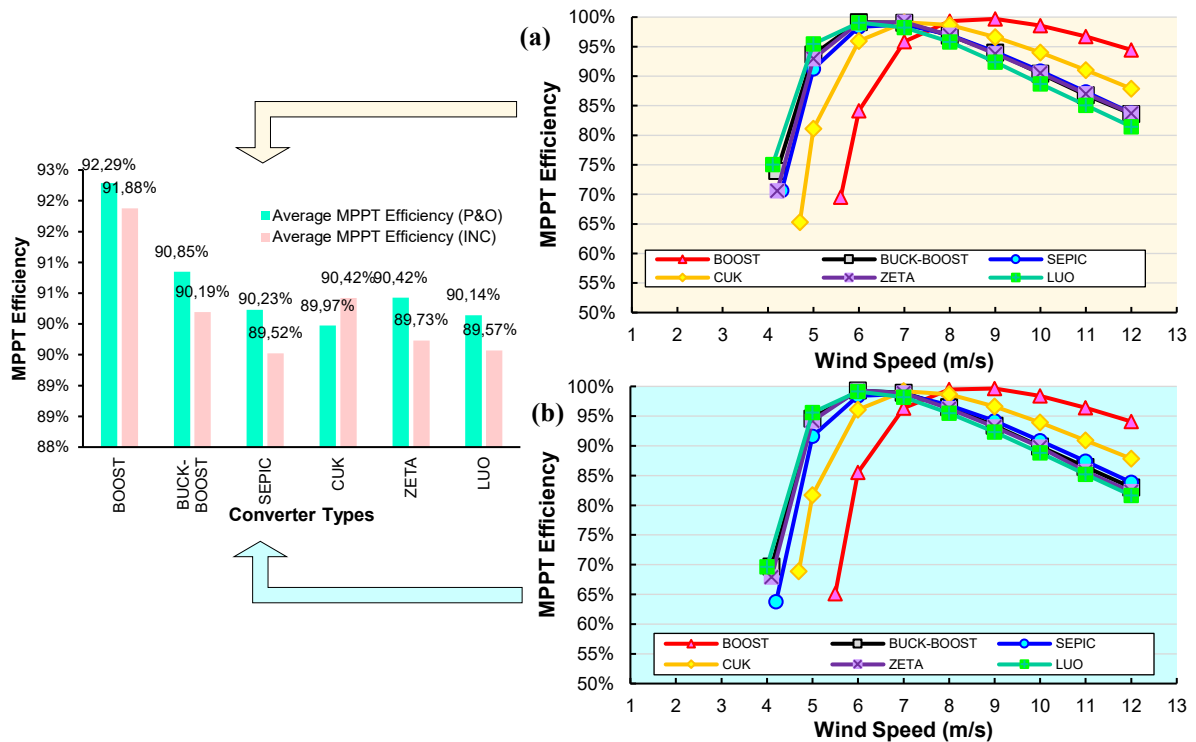 (a)
MPPT Efficiency
93%
92%
92%
91%
91%
90%
90%
89%
89%
88%
92,29%
91,88%
90,85%
90,19%
90,23%
89,52%
89,97%
90,42%
90,42%
89,73%
90,14%
89,57%
Average MPPT Efficiency (P&O)
Average MPPT Efficiency (INC)
BOOST
BUCK-
BOOST
SEPIC
CUK
ZETA
LUO
Converter Types
MPPT Efficiency
100%
95%
90%
85%
80%
75%
70%
65%
60%
55%
50%
BOOST BUCK-BOOST SEPIC
CUK ZETA LUO
1 2 3 4 5 6 7 8 9 10 11 12 13
Wind Speed (m/s)
(b)
MPPT Efficiency
100%
95%
90%
85%
80%
75%
70%
65%
60%
55%
50%
BOOST BUCK-BOOST SEPIC
CUK ZETA LUO
1 2 3 4 5 6 7 8 9 10 11 12 13
Wind Speed (m/s)